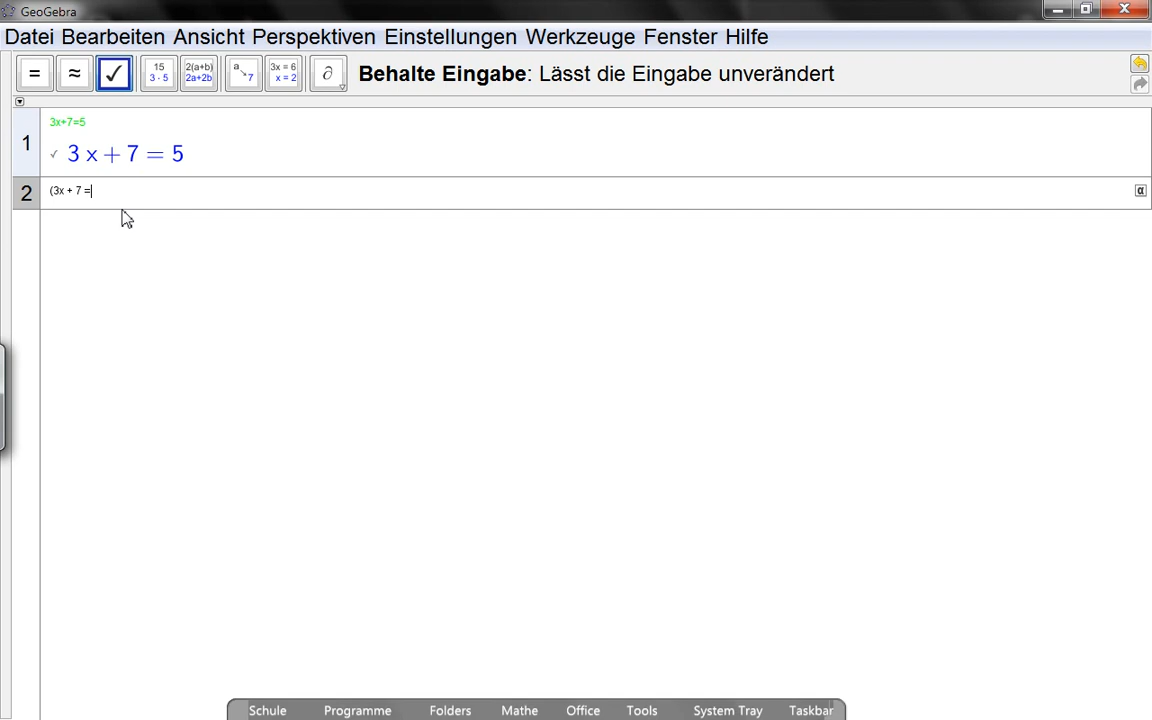 GeoGebra
Datei Bearbeiten Ansicht Perspektiven Einstellungen Werkzeuge Fenster Hilfe
= ≈ ✓ 15 3·5 2(a+b) 2a+2b a 7 3x = 6 x = 2 ∂ Behalte Eingabe: Lässt die Eingabe unverändert
3x+7=5
1 ✓ 3 x + 7 = 5
2 (3x + 7 = α
Schule Programme Folders Mathe Office Tools System Tray Taskbar